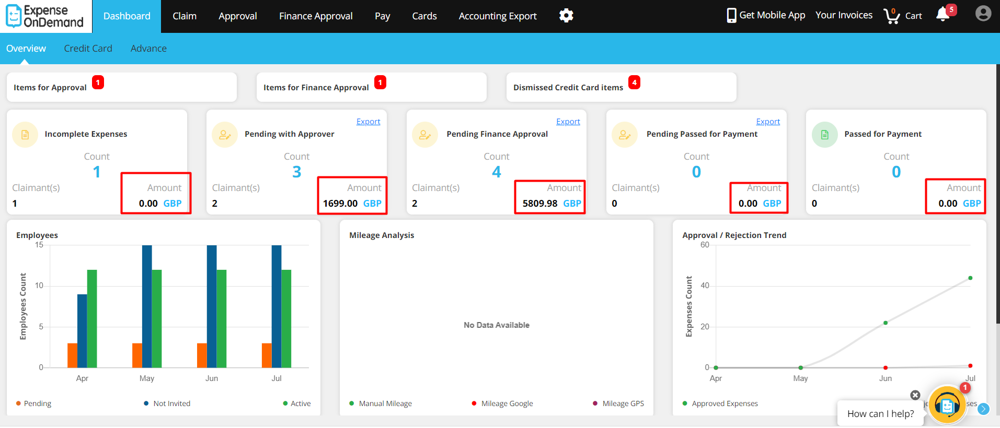 Expense
OnDemand
Dashboard
Claim
Approval
Finance Approval
Pay
Cards
Accounting Export
Get Mobile App
Your Invoices
0
Cart
5
Overview
Credit Card
Advance
Items for Approval 1
Items for Finance Approval 1
Dismissed Credit Card items 4
Incomplete Expenses
Count
1
Claimant(s) Amount
1 0.00 GBP
Export
Pending with Approver
Count
3
Claimant(s) Amount
2 1699.00 GBP
Export
Pending Finance Approval
Count
4
Claimant(s) Amount
2 5809.98 GBP
Export
Pending Passed for Payment
Count
0
Claimant(s) Amount
0 0.00 GBP
Passed for Payment
Count
0
Claimant(s) Amount
0 0.00 GBP
Employees
15
10
5
0
Employees Count
Apr May Jun Jul
Pending Not Invited Active
Mileage Analysis
No Data Available
Manual Mileage Mileage Google Mileage GPS
Approval / Rejection Trend
60
40
20
0
Expenses Count
Apr May Jun Jul
Approved Expenses
1
How can I help?